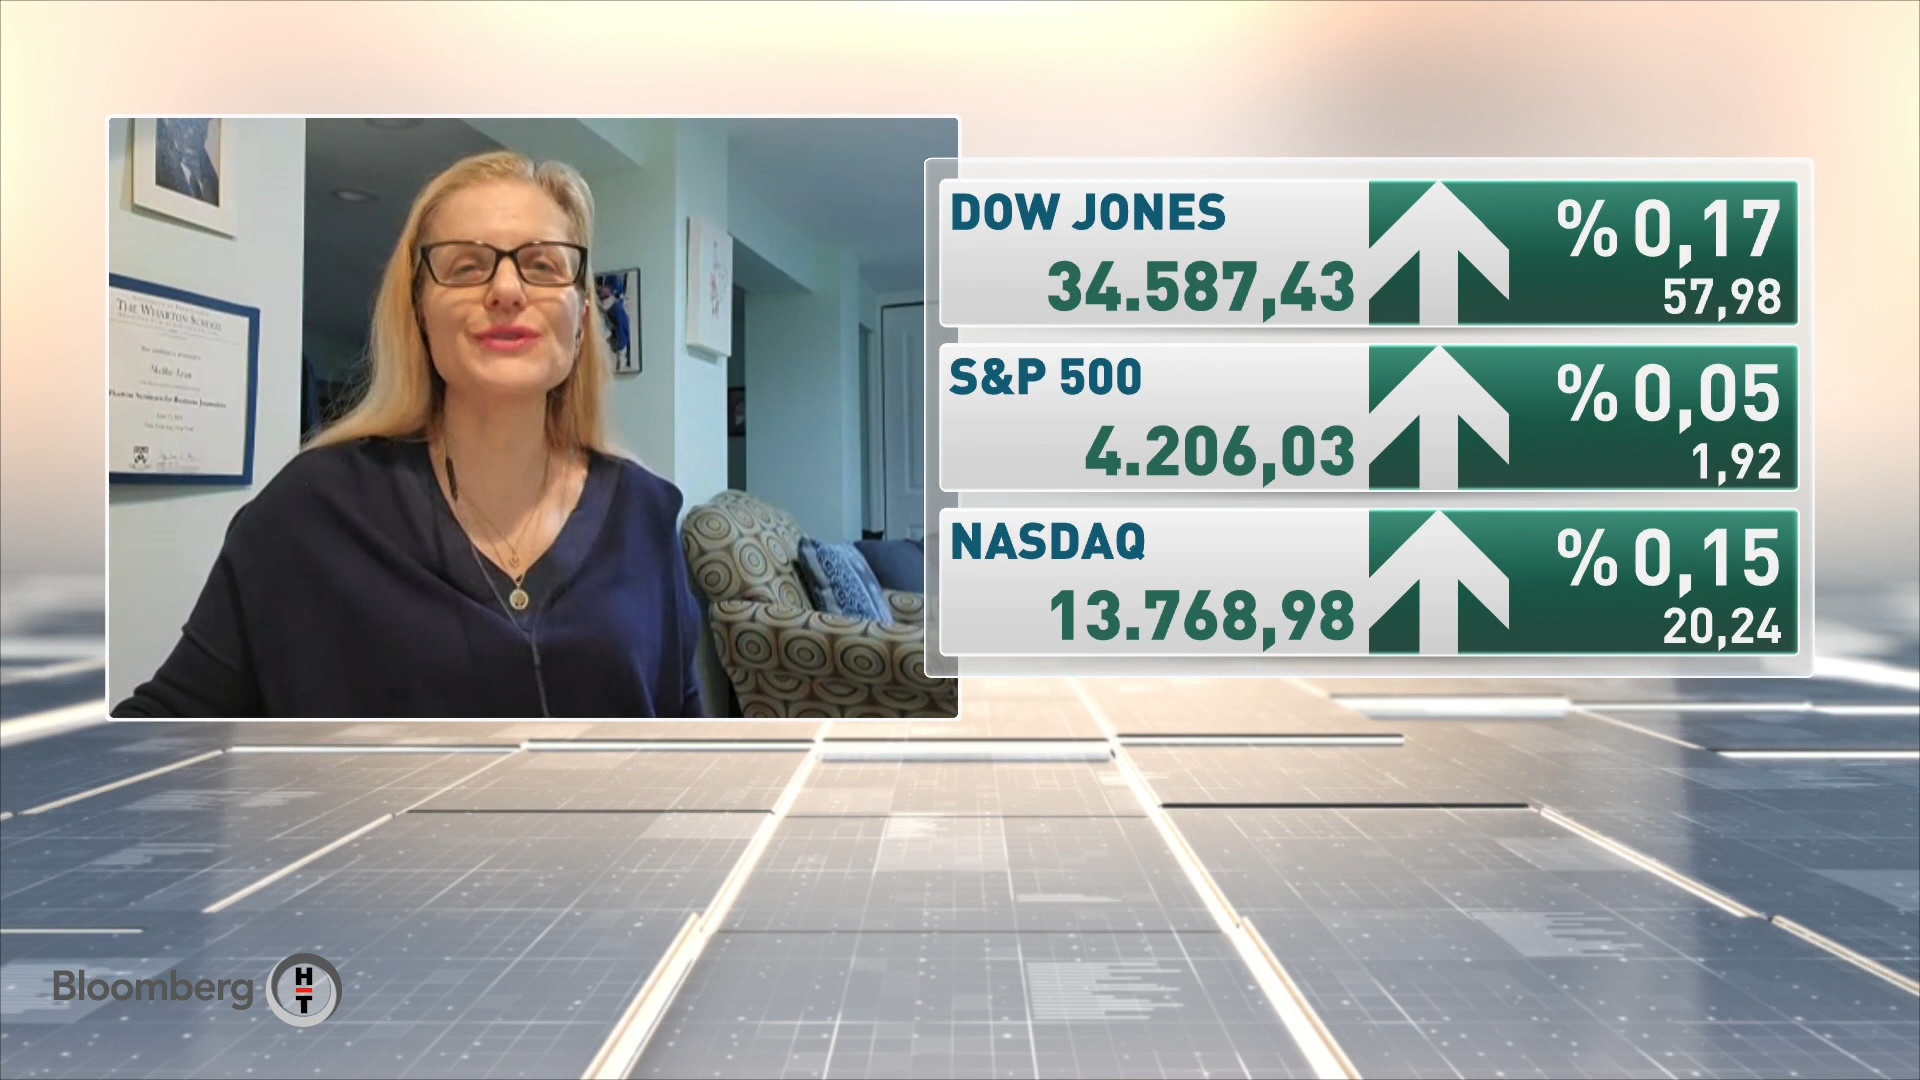 THE WHARTON SCHOOL
DOW JONES
34.587,43
% 0,17
57,98
S&P 500
4.206,03
% 0,05
1,92
NASDAQ
13.768,98
% 0,15
20,24
Bloomberg
H
T